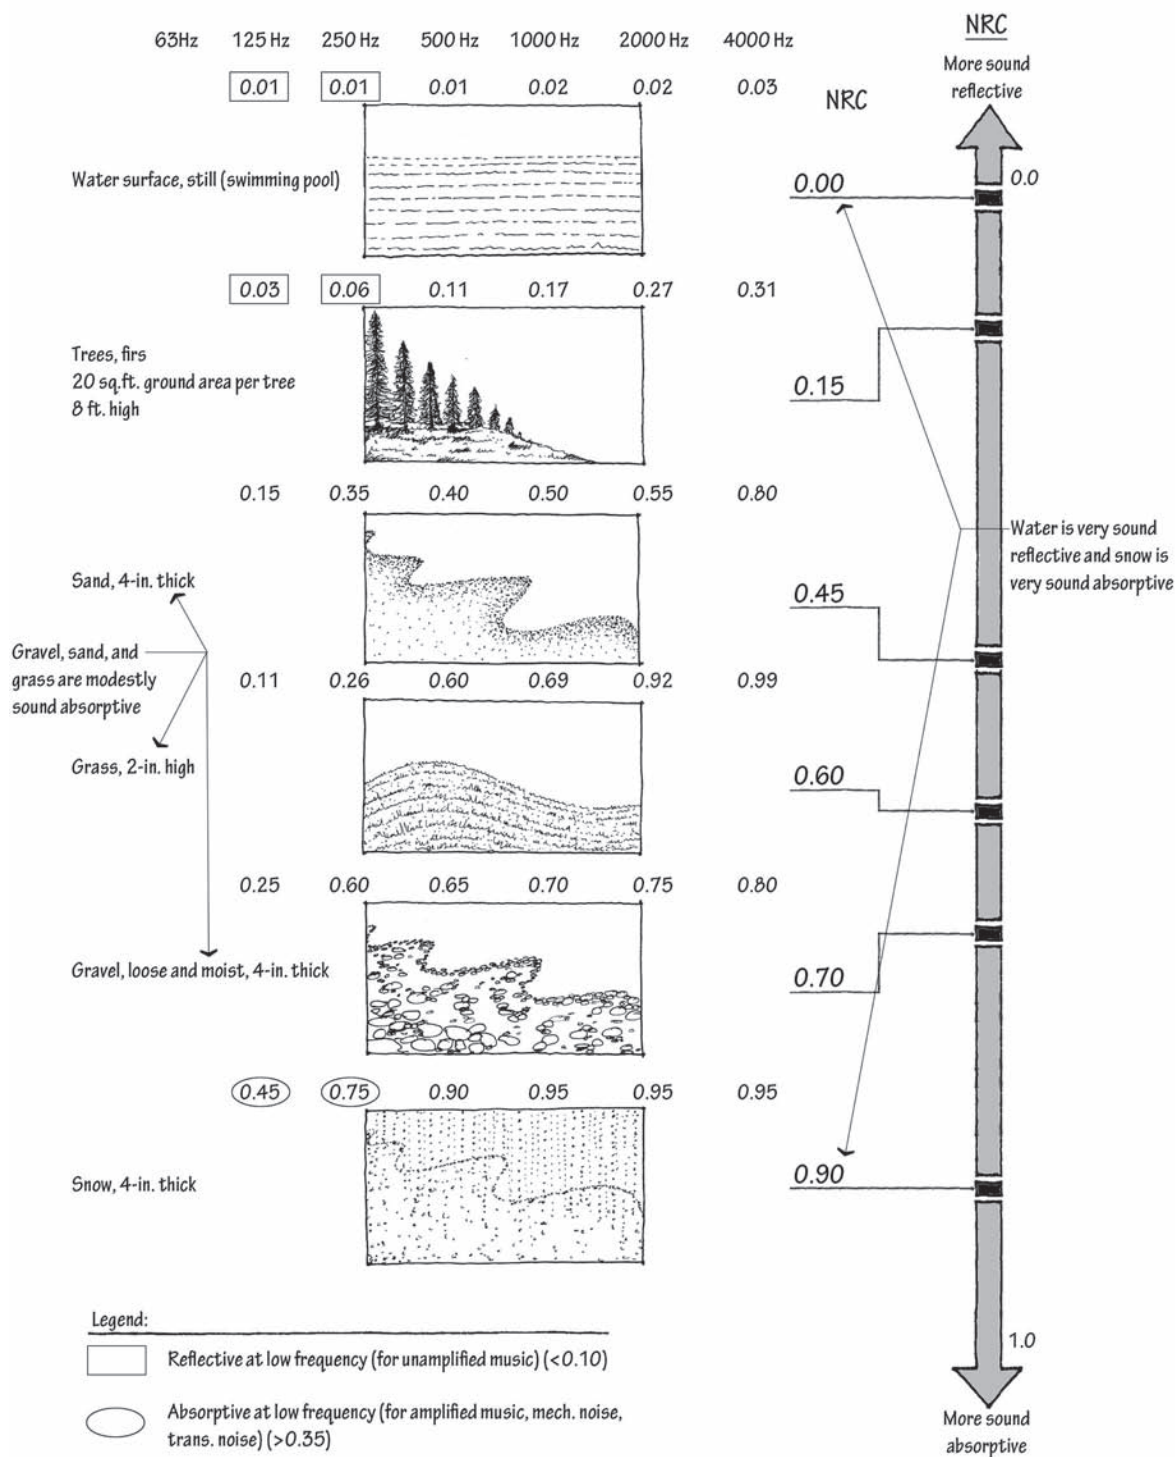 63Hz 125 Hz 250 Hz 500 Hz 1000 Hz 2000 Hz 4000 Hz
NRC
More sound
reflective
0.01 0.01 0.01 0.02 0.02 0.03
NRC
Water surface, still (swimming pool)
0.00
0.0
0.03 0.06 0.11 0.17 0.27 0.31
Trees, firs
20 sq.ft. ground area per tree
8 ft. high
0.15
0.15 0.35 0.40 0.50 0.55 0.80
Water is very sound
reflective and snow is
very sound absorptive
Sand, 4-in. thick
0.45
Gravel, sand, and
grass are modestly
sound absorptive
0.11 0.26 0.60 0.69 0.92 0.99
Grass, 2-in. high
0.60
0.25 0.60 0.65 0.70 0.75 0.80
Gravel, loose and moist, 4-in. thick
0.70
0.45 0.75 0.90 0.95 0.95 0.95
Snow, 4-in. thick
0.90
Legend:
Reflective at low frequency (for unamplified music) (<0.10)
Absorptive at low frequency (for amplified music, mech. noise,
trans. noise) (>0.35)
1.0
More sound
absorptive